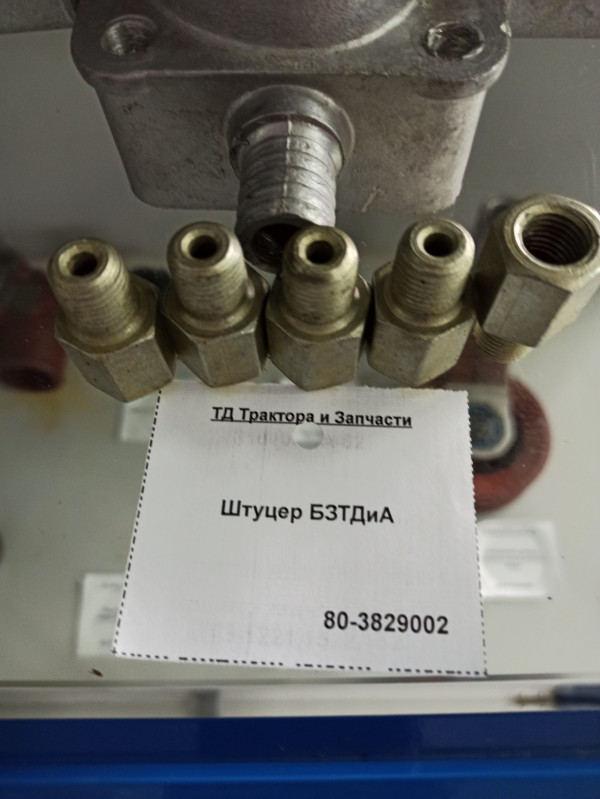 ТД Трактора и Запчасти
Штуцер БЗТДиА
80-3829002